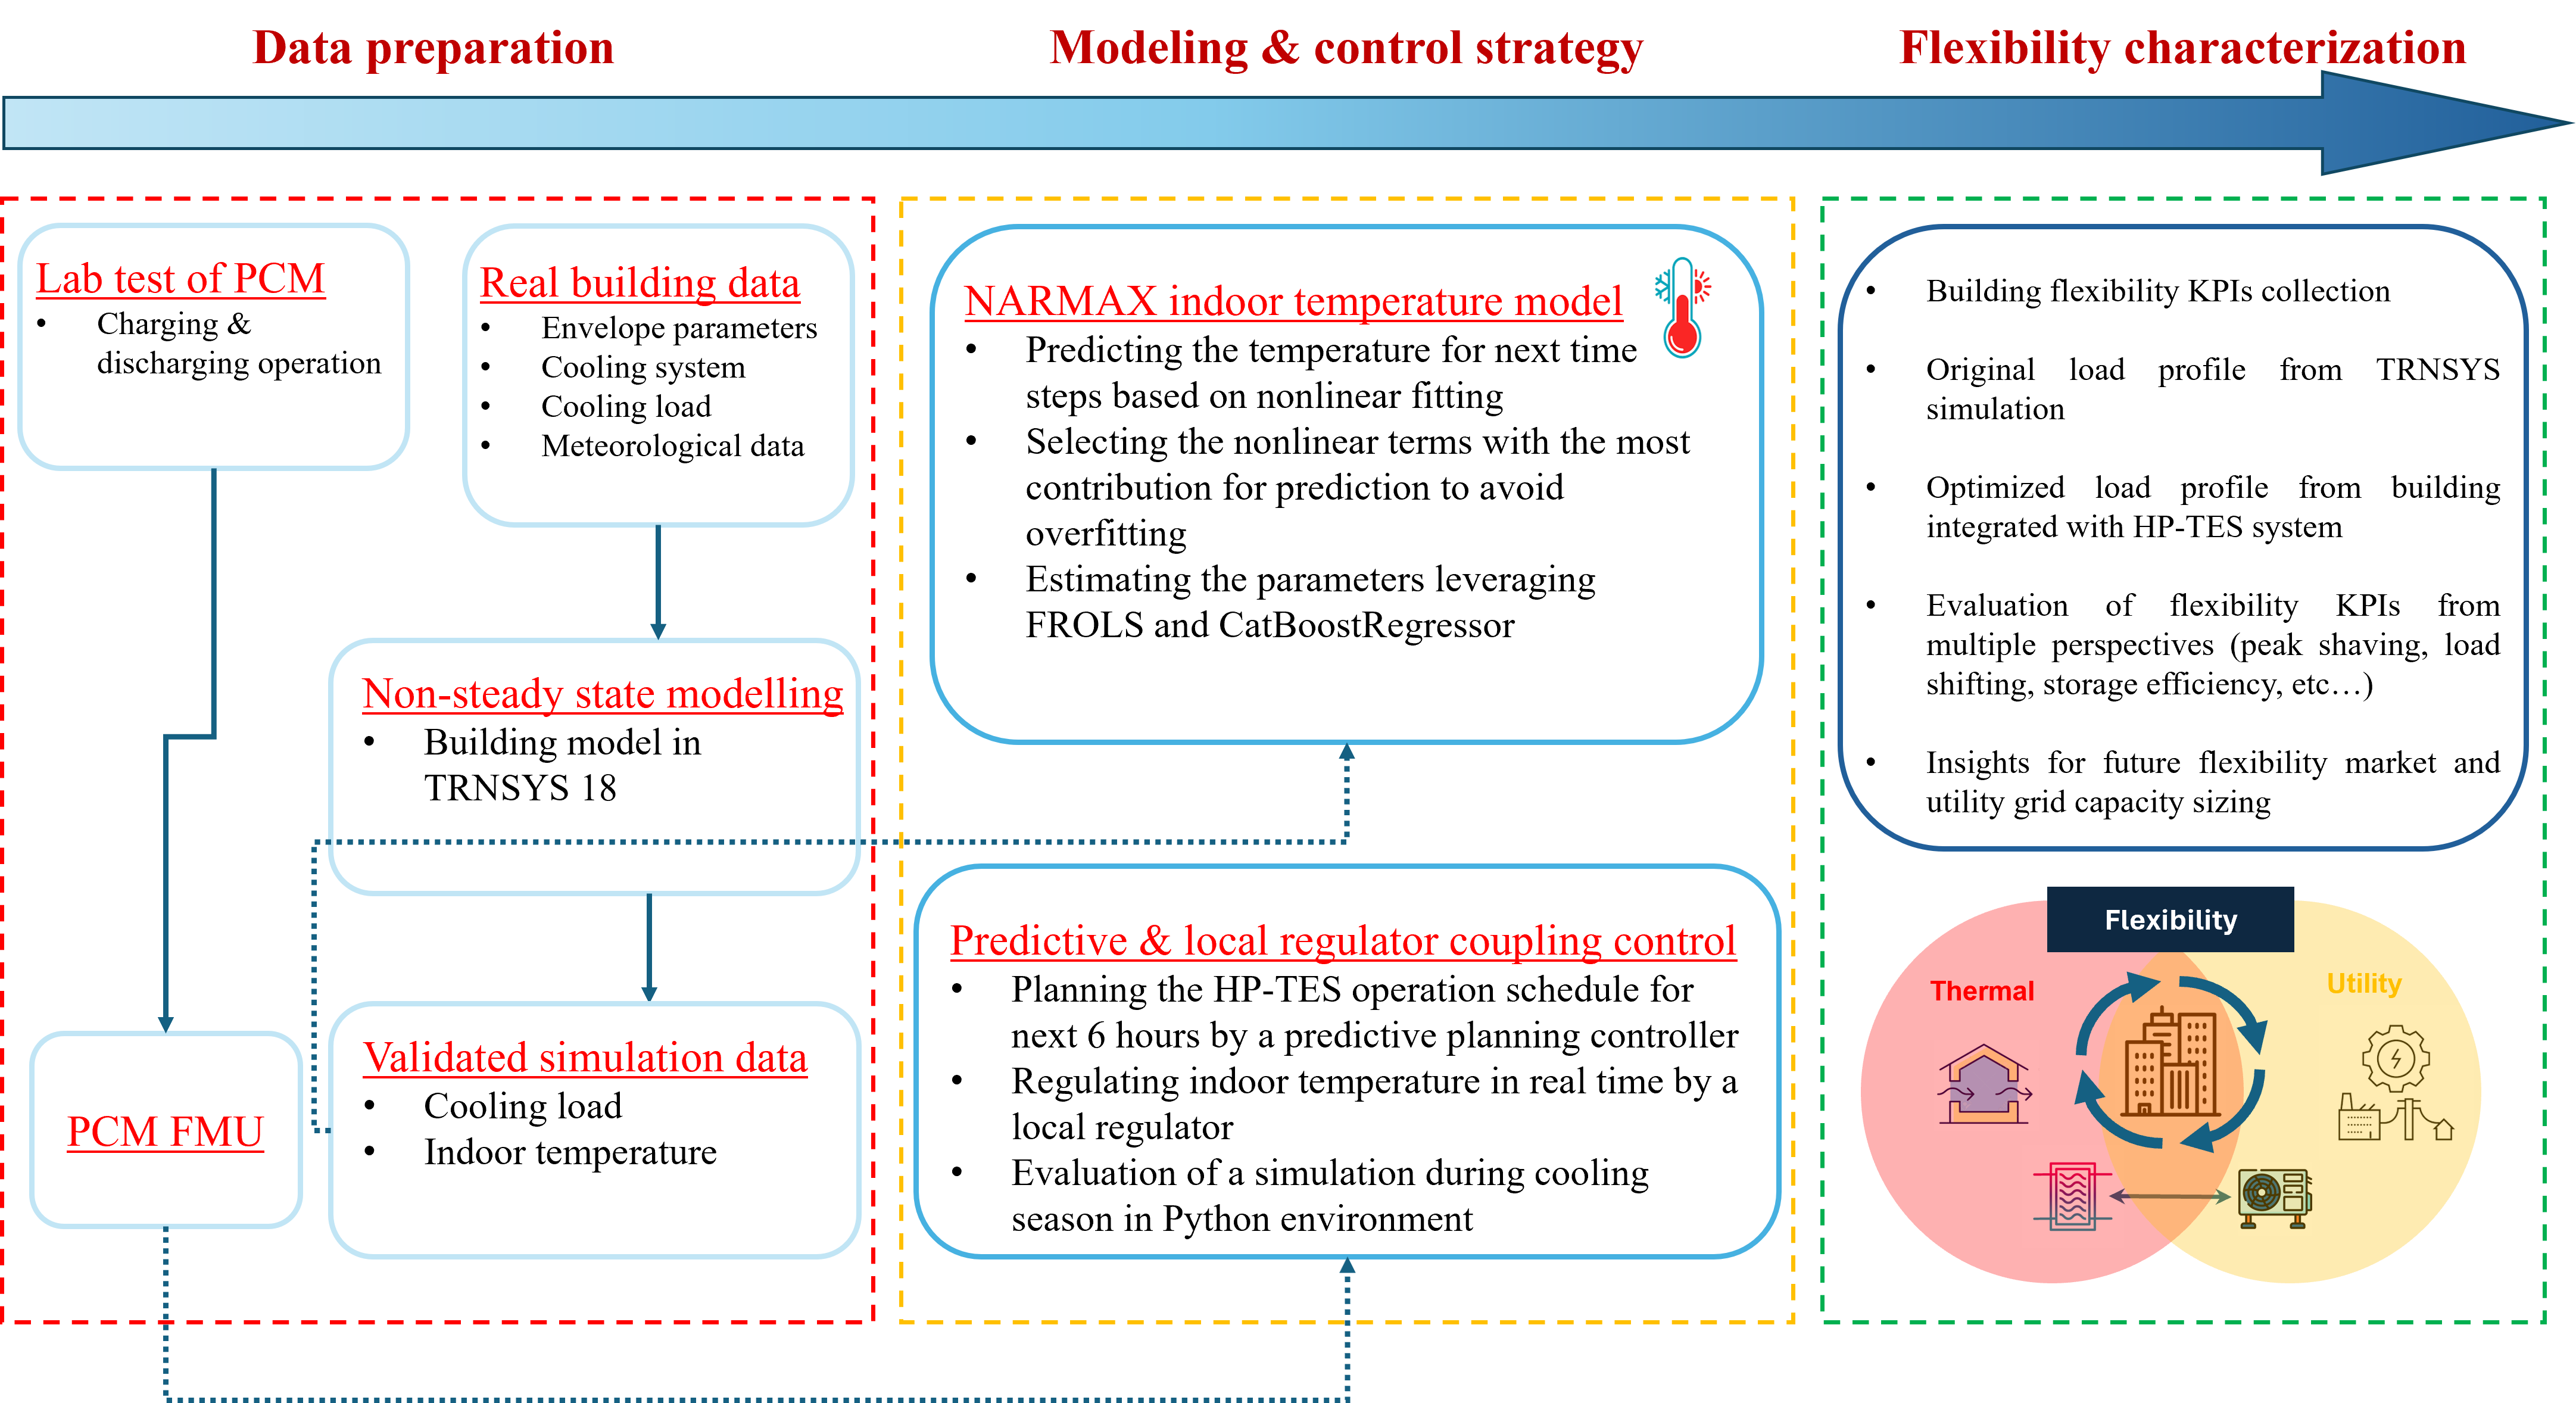 Data preparation
Modeling & control strategy
Flexibility characterization
Lab test of PCM
• Charging &
discharging operation
Real building data
• Envelope parameters
• Cooling system
• Cooling load
• Meteorological data
Non-steady state modelling
• Building model in
TRNSYS 18
PCM FMU
Validated simulation data
• Cooling load
• Indoor temperature
NARMAX indoor temperature model
• Predicting the temperature for next time
steps based on nonlinear fitting
• Selecting the nonlinear terms with the most
contribution for prediction to avoid
overfitting
• Estimating the parameters leveraging
FROLS and CatBoostRegressor
Predictive & local regulator coupling control
• Planning the HP-TES operation schedule for
next 6 hours by a predictive planning controller
• Regulating indoor temperature in real time by a
local regulator
• Evaluation of a simulation during cooling
season in Python environment
• Building flexibility KPIs collection
• Original load profile from TRNSYS
simulation
• Optimized load profile from building
integrated with HP-TES system
• Evaluation of flexibility KPIs from
multiple perspectives (peak shaving, load
shifting, storage efficiency, etc…)
• Insights for future flexibility market and
utility grid capacity sizing
Flexibility
Thermal
Utility